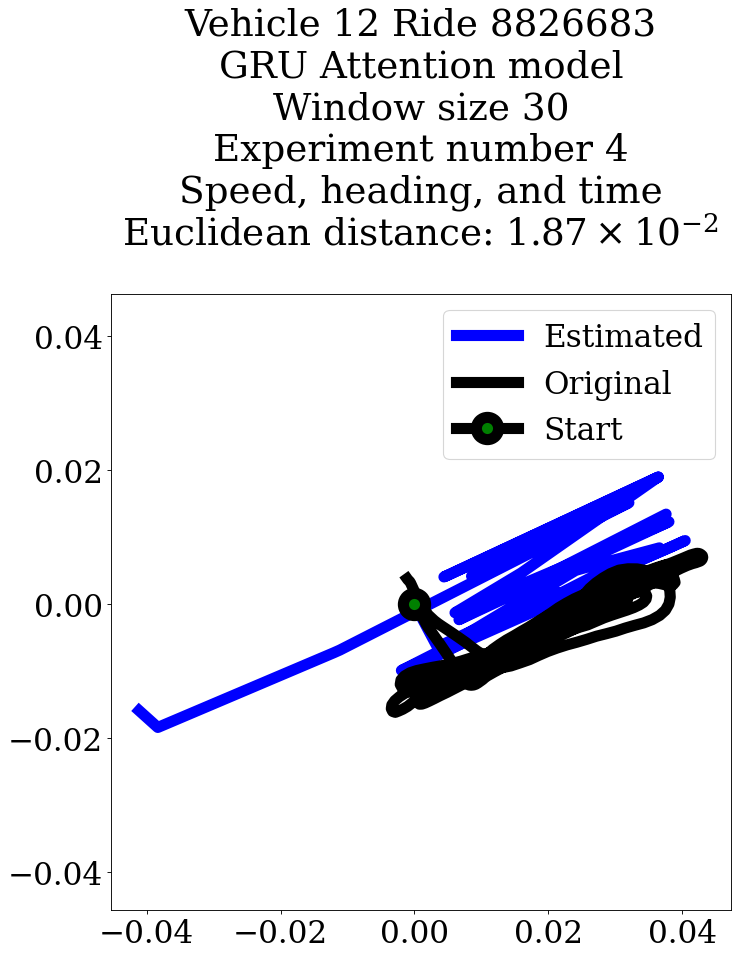 Vehicle 12 Ride 8826683
GRU Attention model
Window size 30
Experiment number 4
Speed, heading, and time
Euclidean distance: 1.87 × 10⁻²
Estimated
Original
Start
0.04
0.02
0.00
−0.02
−0.04
−0.04 −0.02 0.00 0.02 0.04